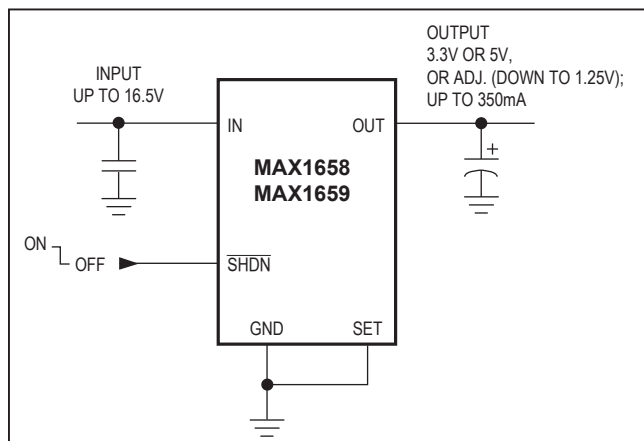 INPUT
UP TO 16.5V
OUTPUT
3.3V OR 5V,
OR ADJ. (DOWN TO 1.25V);
UP TO 350mA
IN
OUT
MAX1658
MAX1659
+
ON
OFF
SHDN
GND
SET